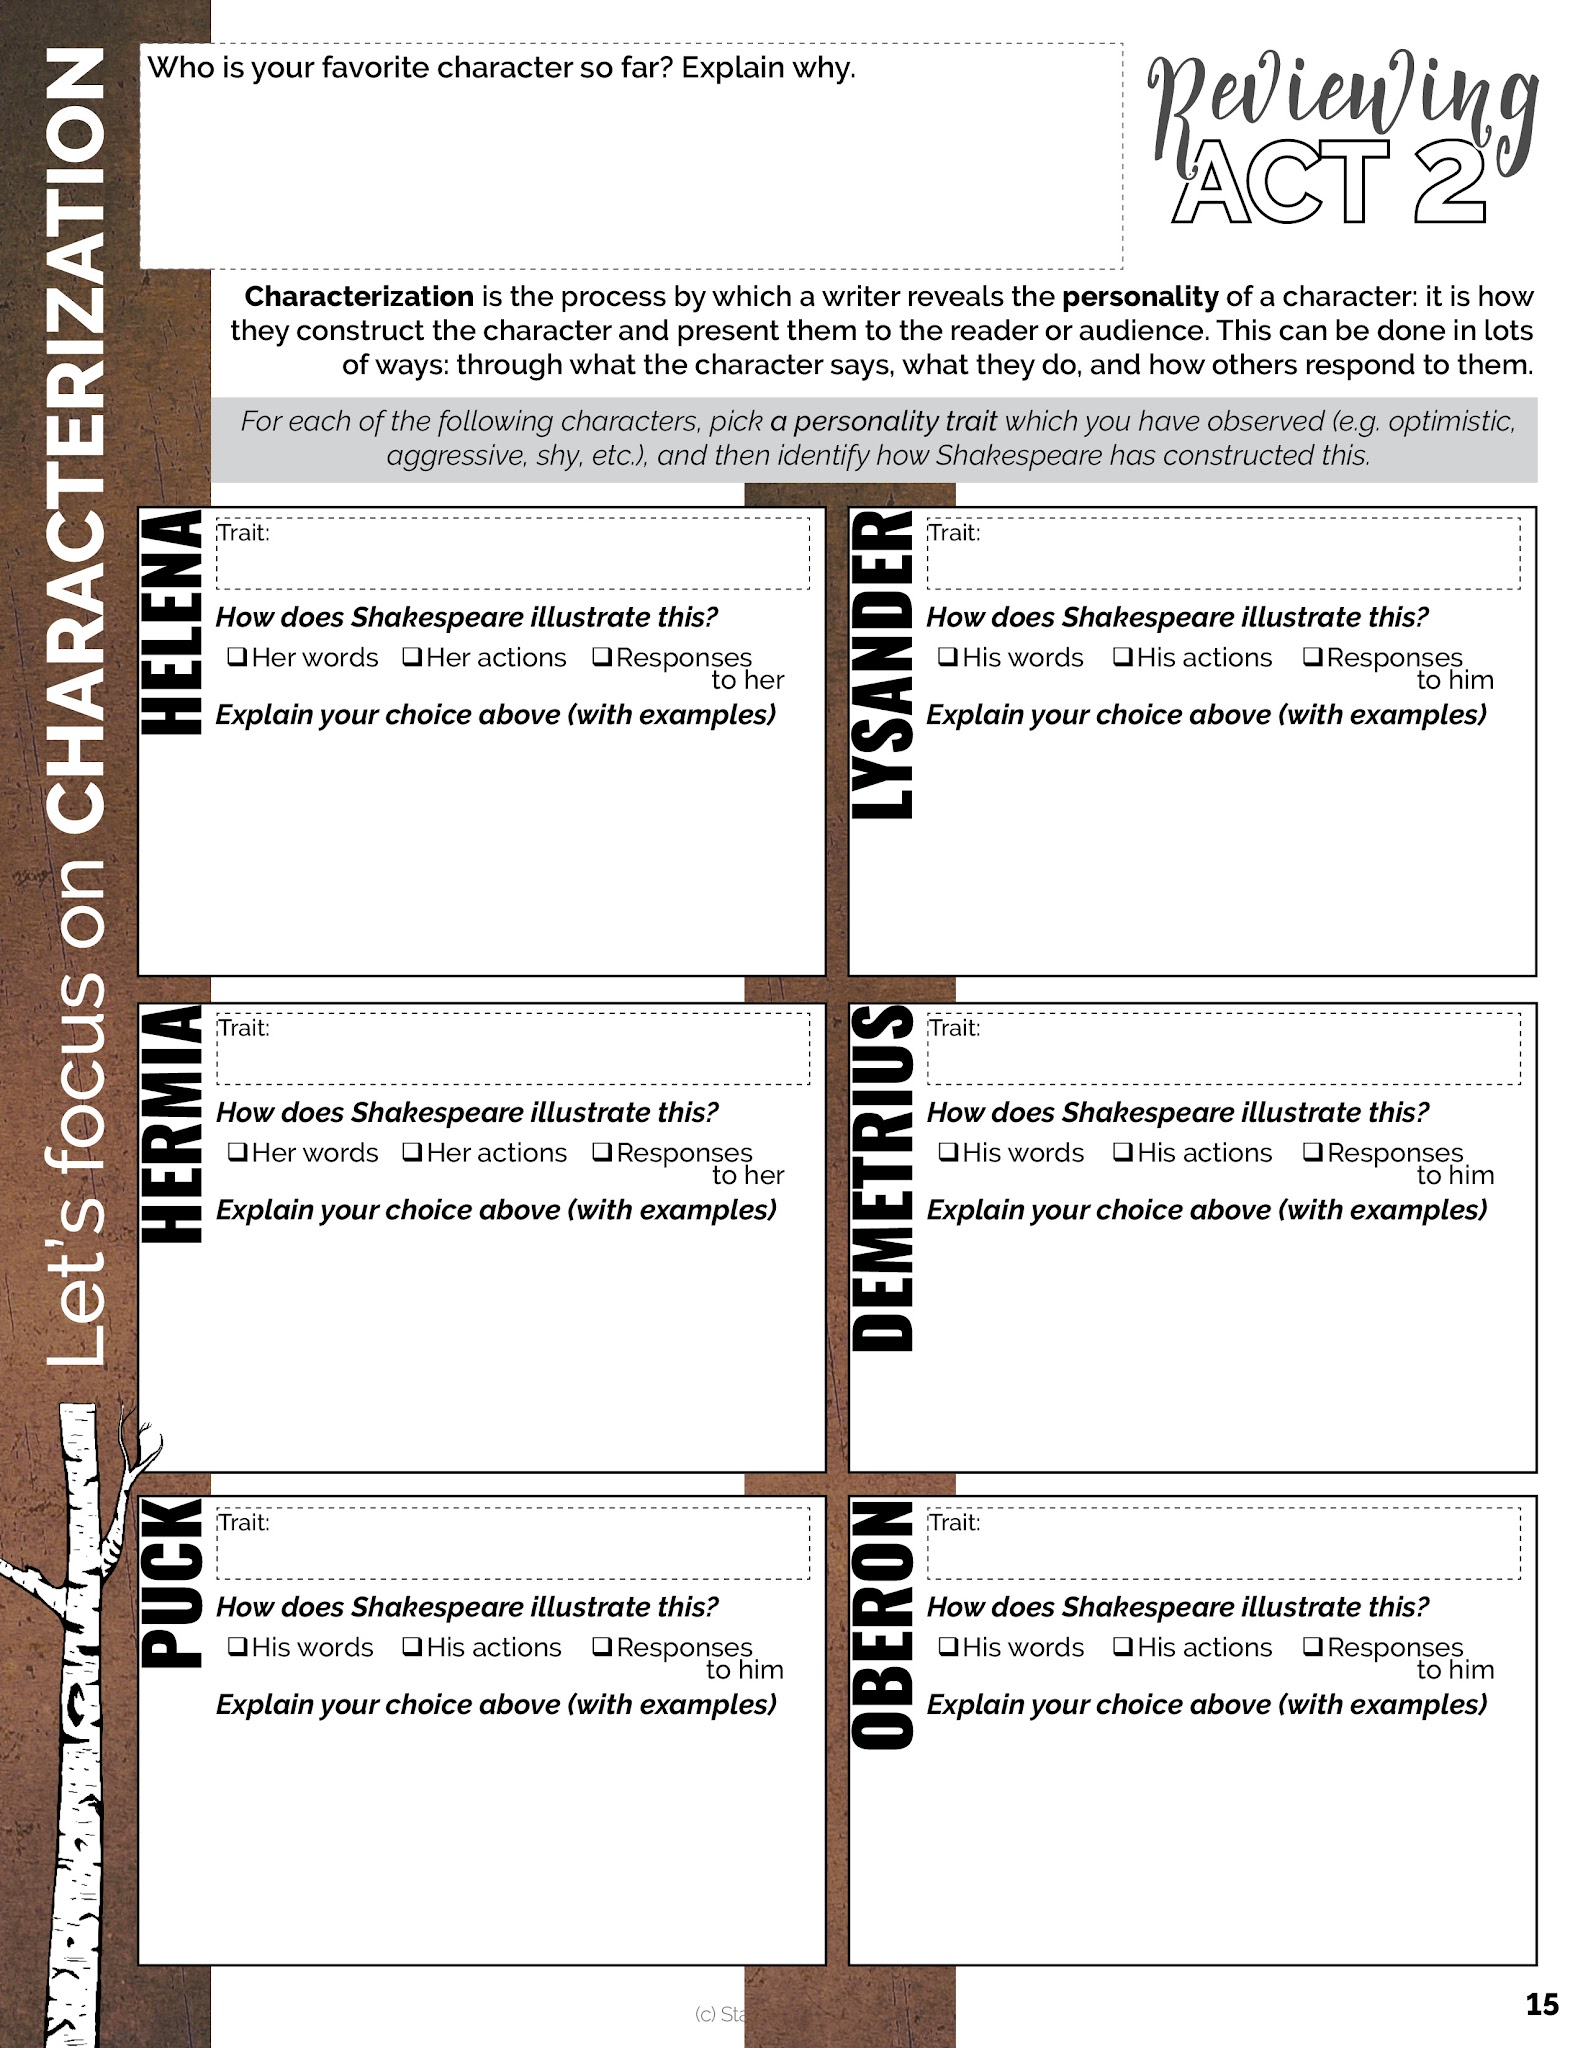 Let's focus on CHARACTERIZATION
Who is your favorite character so far? Explain why.
Reviewing
ACT 2
Characterization is the process by which a writer reveals the personality of a character: it is how
they construct the character and present them to the reader or audience. This can be done in lots
of ways: through what the character says, what they do, and how others respond to them.
For each of the following characters, pick a personality trait which you have observed (e.g. optimistic,
aggressive, shy, etc.), and then identify how Shakespeare has constructed this.
HELENA
Trait:
How does Shakespeare illustrate this?
❑Her words ❑Her actions ❑Responses
to her
Explain your choice above (with examples)
LYSANDER
Trait:
How does Shakespeare illustrate this?
❑His words ❑His actions ❑Responses
to him
Explain your choice above (with examples)
HERMIA
Trait:
How does Shakespeare illustrate this?
❑Her words ❑Her actions ❑Responses
to her
Explain your choice above (with examples)
DEMETRIUS
Trait:
How does Shakespeare illustrate this?
❑His words ❑His actions ❑Responses
to him
Explain your choice above (with examples)
PUCK
Trait:
How does Shakespeare illustrate this?
❑His words ❑His actions ❑Responses
to him
Explain your choice above (with examples)
OBERON
Trait:
How does Shakespeare illustrate this?
❑His words ❑His actions ❑Responses
to him
Explain your choice above (with examples)
(c)
15